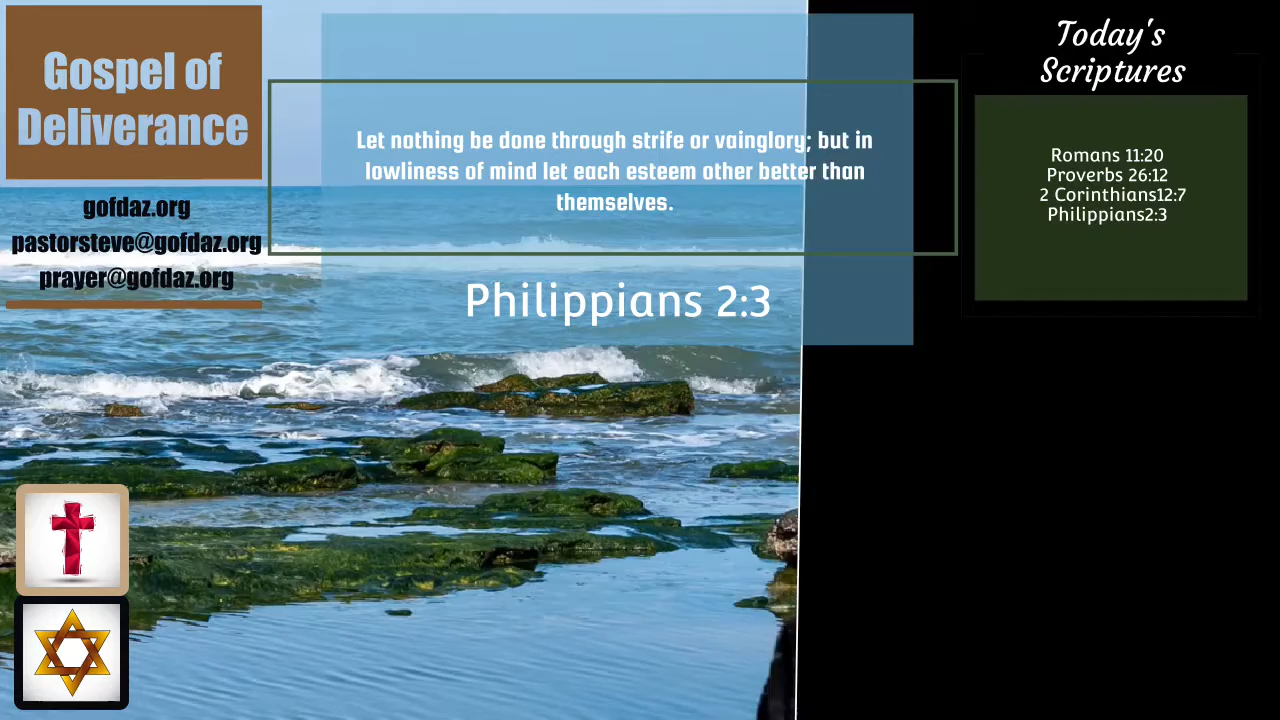 Gospel of
Deliverance
gofdaz.org
pastorsteve@gofdaz.org
prayer@gofdaz.org
Let nothing be done through strife or vainglory; but in
lowliness of mind let each esteem other better than
themselves.
Philippians 2:3
Today's
Scriptures
Romans 11:20
Proverbs 26:12
2 Corinthians12:7
Philippians2:3